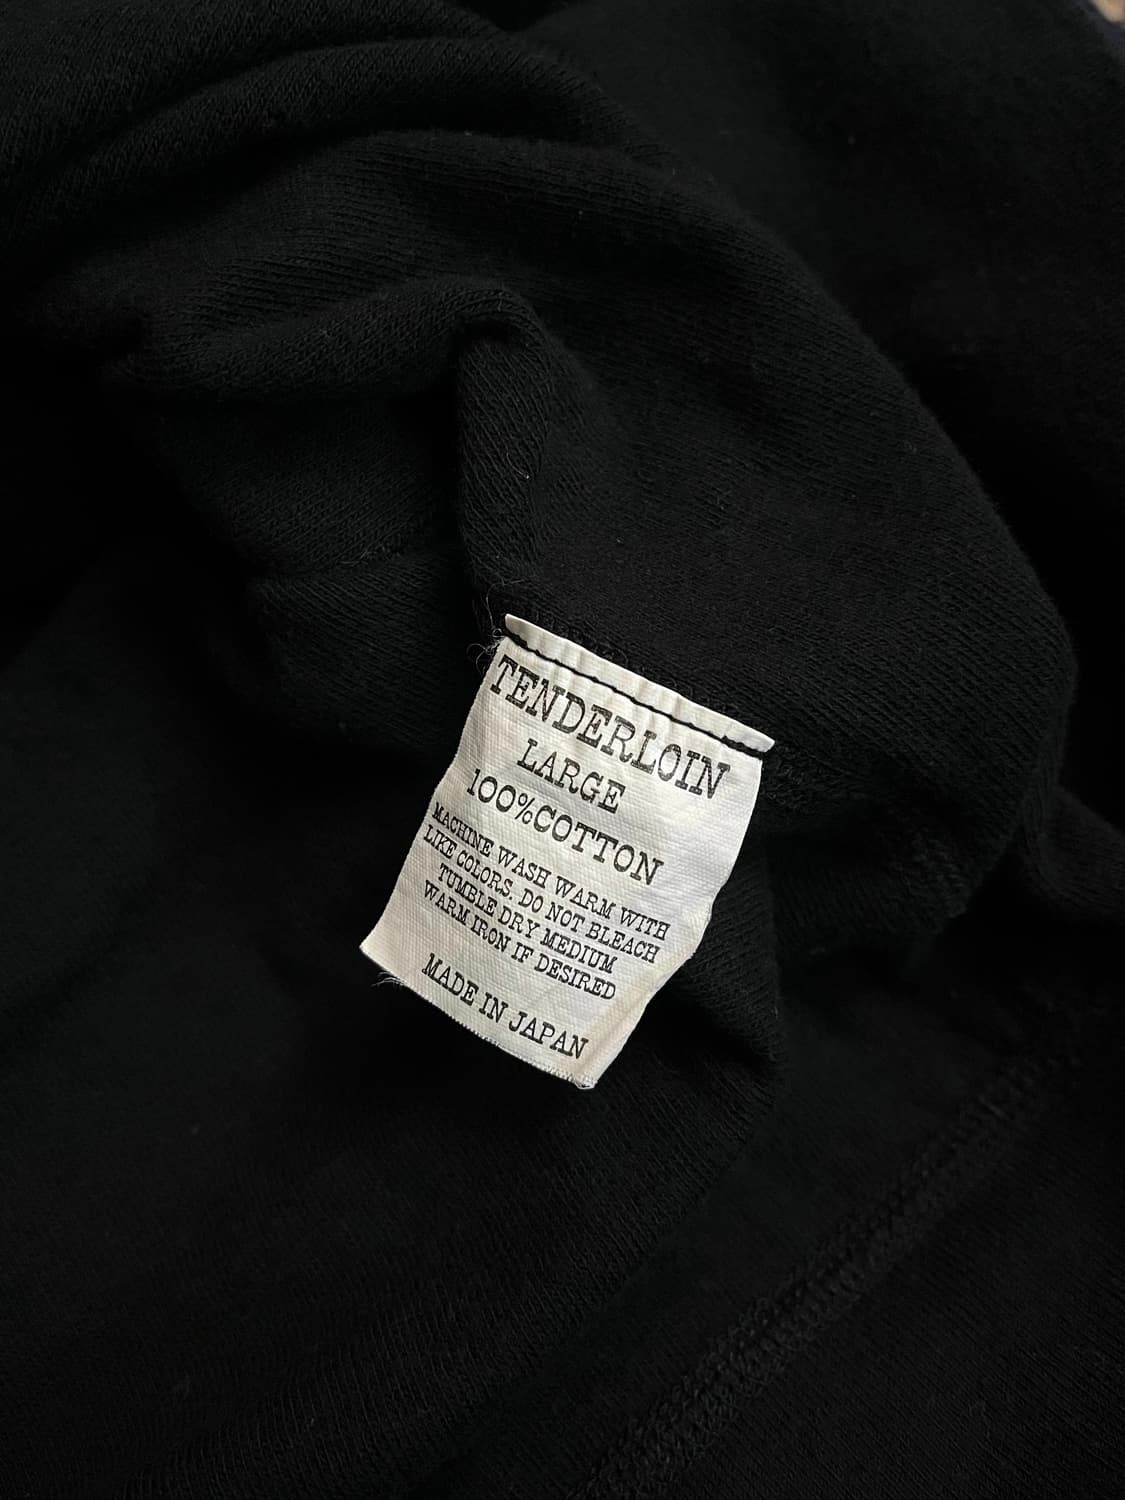 TENDERLOIN
LARGE
100%COTTON
MACHINE WASH WARM WITH
LIKE COLORS. DO NOT BLEACH
TUMBLE DRY MEDIUM
WARM IRON IF DESIRED
MADE IN JAPAN